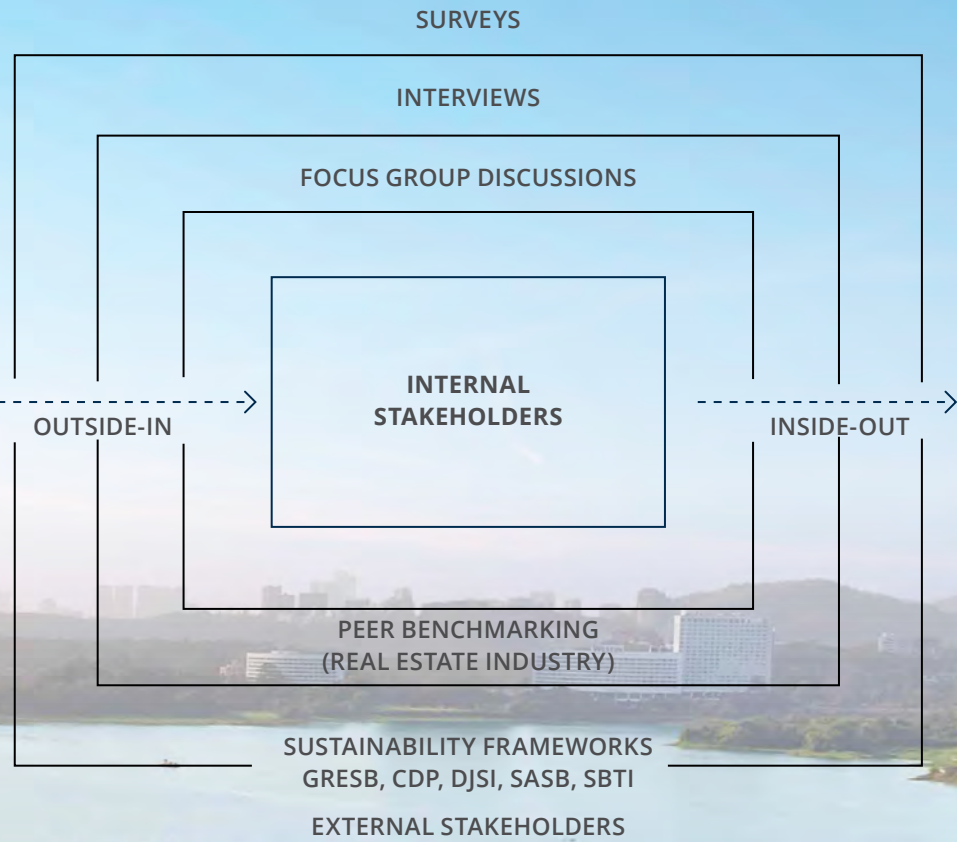 SURVEYS
INTERVIEWS
FOCUS GROUP DISCUSSIONS
INTERNAL
STAKEHOLDERS
OUTSIDE-IN
INSIDE-OUT
PEER BENCHMARKING
(REAL ESTATE INDUSTRY)
SUSTAINABILITY FRAMEWORKS
GRESB, CDP, DJSI, SASB, SBTI
EXTERNAL STAKEHOLDERS